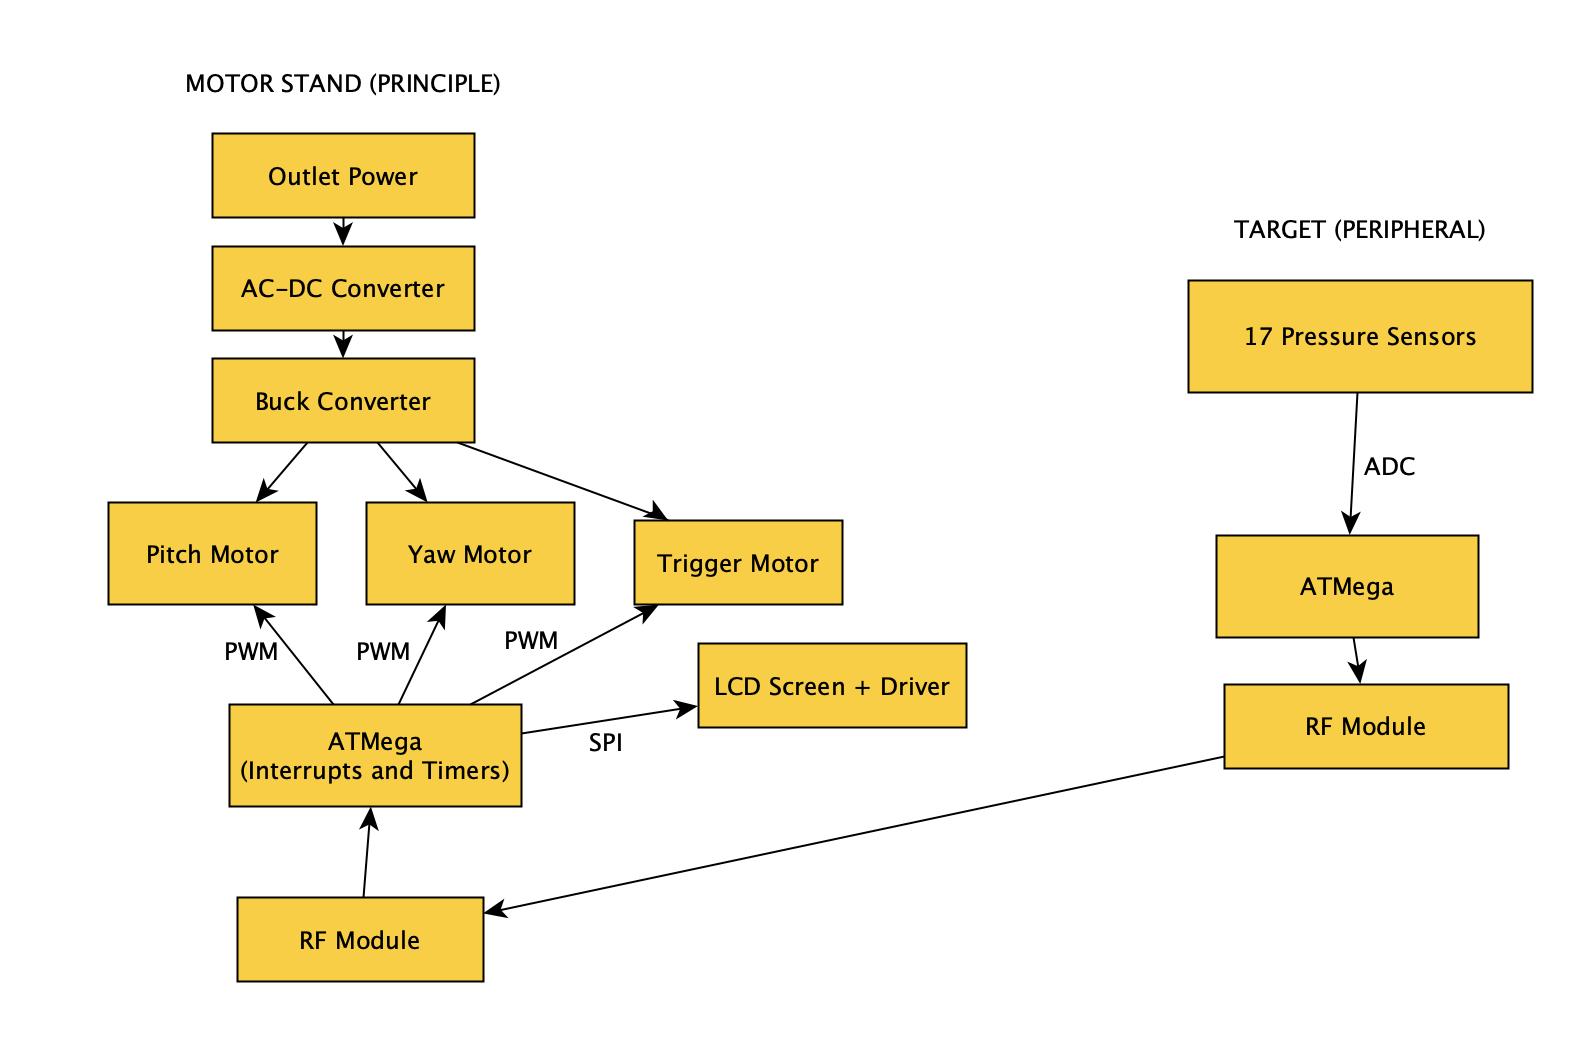 MOTOR STAND (PRINCIPLE)
Outlet Power
AC-DC Converter
Buck Converter
Pitch Motor
Yaw Motor
Trigger Motor
PWM
PWM
PWM
LCD Screen + Driver
SPI
ATMega
(Interrupts and Timers)
RF Module
TARGET (PERIPHERAL)
17 Pressure Sensors
ADC
ATMega
RF Module